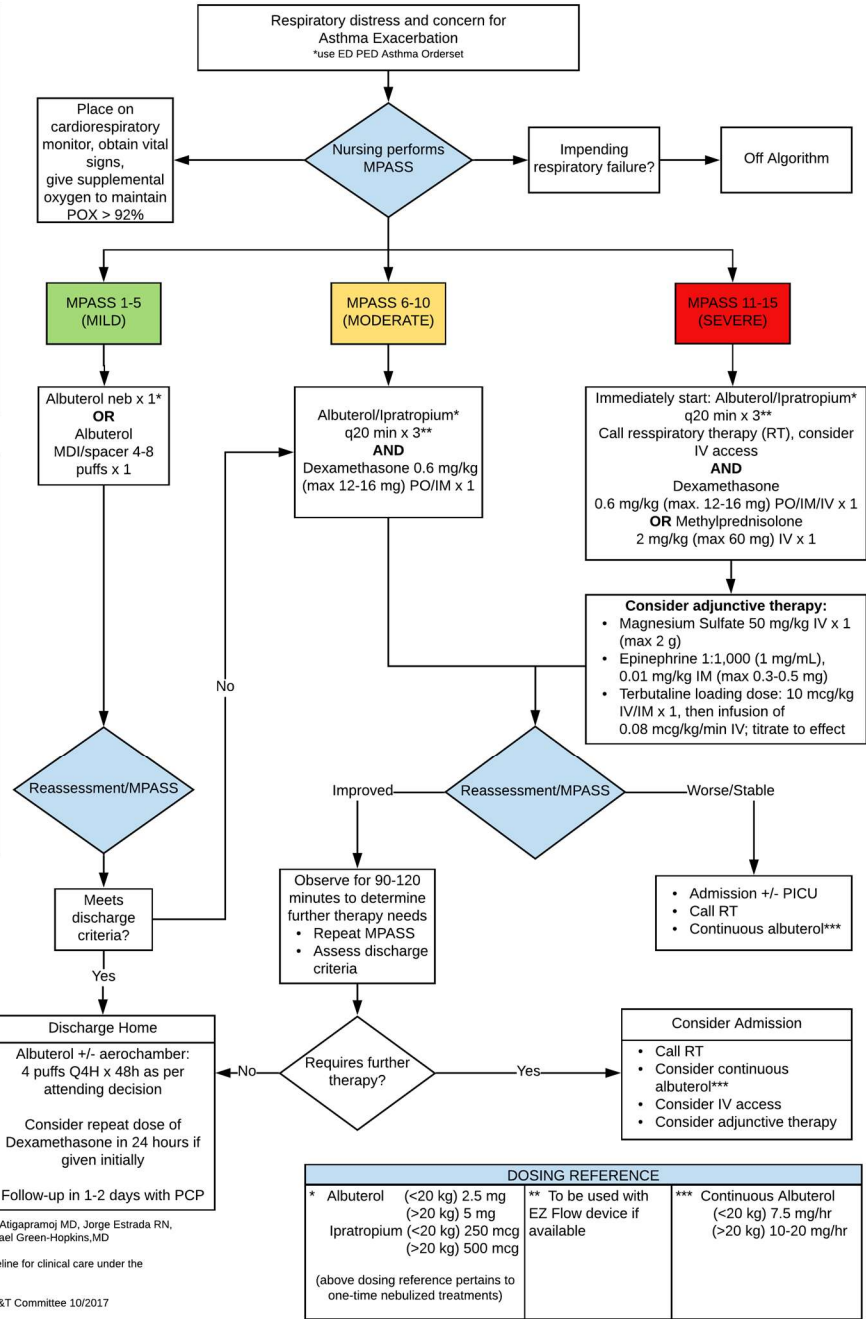 Respiratory distress and concern for
Asthma Exacerbation
*use ED PED Asthma Orderset
Place on
cardiorespiratory
monitor, obtain vital
signs,
give supplemental
oxygen to maintain
POX > 92%
Nursing performs
MPASS
Impending
respiratory failure?
Off Algorithm
MPASS 1-5
(MILD)
MPASS 6-10
(MODERATE)
MPASS 11-15
(SEVERE)
Albuterol neb x 1*
OR
Albuterol
MDI/spacer 4-8
puffs x 1
Albuterol/Ipratropium*
q20 min x 3**
AND
Dexamethasone 0.6 mg/kg
(max 12-16 mg) PO/IM x 1
Immediately start: Albuterol/Ipratropium*
q20 min x 3**
Call resspiratory therapy (RT), consider
IV access
AND
Dexamethasone
0.6 mg/kg (max. 12-16 mg) PO/IM/IV x 1
OR Methylprednisolone
2 mg/kg (max 60 mg) IV x 1
Consider adjunctive therapy:
• Magnesium Sulfate 50 mg/kg IV x 1
(max 2 g)
• Epinephrine 1:1,000 (1 mg/mL),
0.01 mg/kg IM (max 0.3-0.5 mg)
• Terbutaline loading dose: 10 mcg/kg
IV/IM x 1, then infusion of
0.08 mcg/kg/min IV; titrate to effect
No
Reassessment/MPASS
Improved
Reassessment/MPASS
Worse/Stable
Meets
discharge
criteria?
Observe for 90-120
minutes to determine
further therapy needs
• Repeat MPASS
• Assess discharge
criteria
• Admission +/- PICU
• Call RT
• Continuous albuterol***
Yes
Discharge Home
Albuterol +/- aerochamber:
4 puffs Q4H x 48h as per
attending decision
Consider repeat dose of
Dexamethasone in 24 hours if
given initially
Follow-up in 1-2 days with PCP
No
Requires further
therapy?
Yes
Consider Admission
• Call RT
• Consider continuous
albuterol***
• Consider IV access
• Consider adjunctive therapy
DOSING REFERENCE
* Albuterol (<20 kg) 2.5 mg
(>20 kg) 5 mg
Ipratropium (<20 kg) 250 mcg
(>20 kg) 500 mcg
(above dosing reference pertains to
one-time nebulized treatments)
** To be used with
EZ Flow device if
available
*** Continuous Albuterol
(<20 kg) 7.5 mg/hr
(>20 kg) 10-20 mg/hr
Atigapramoj MD, Jorge Estrada RN,
ael Green-Hopkins,MD
eline for clinical care under the
&T Committee 10/2017